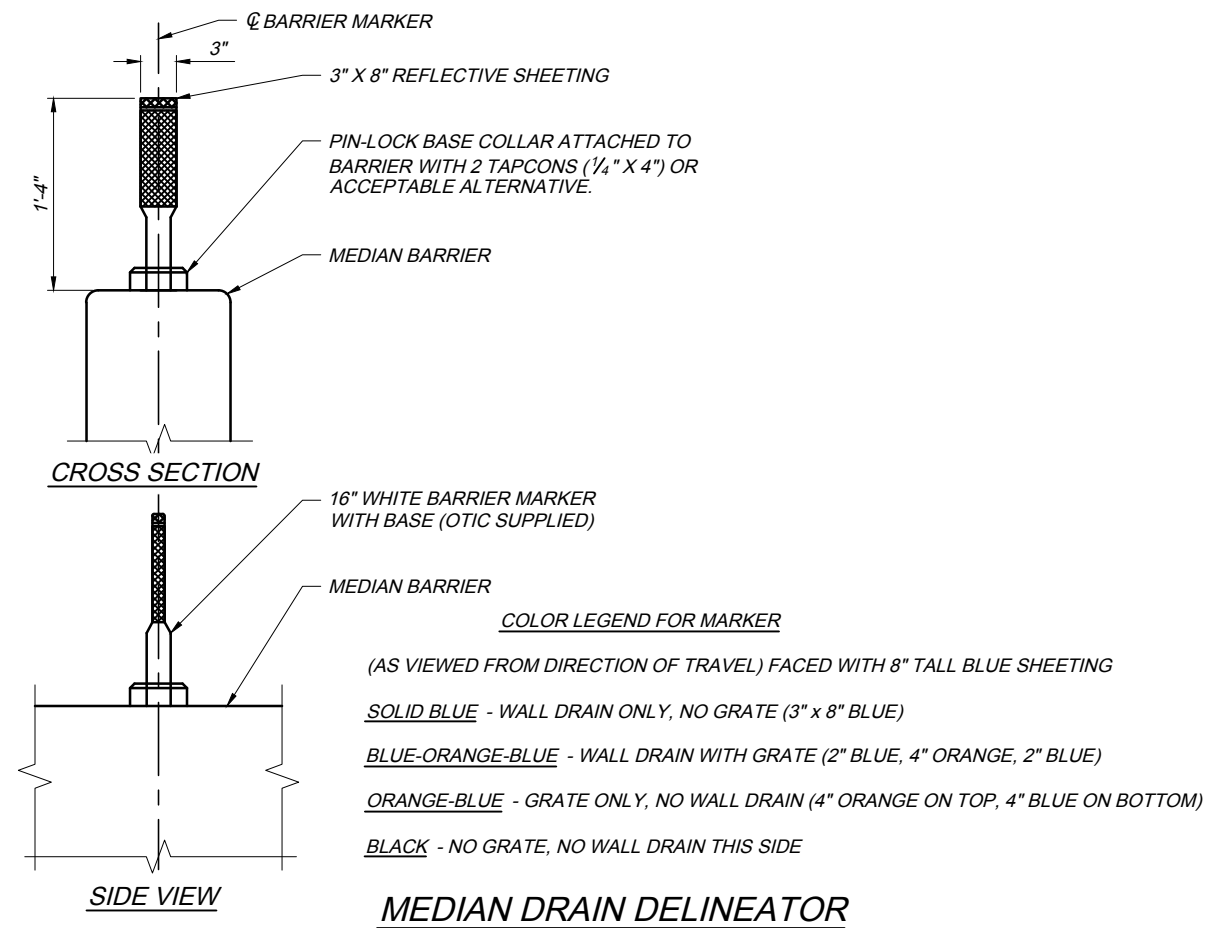 ℄ BARRIER MARKER
3"
3" X 8" REFLECTIVE SHEETING
PIN-LOCK BASE COLLAR ATTACHED TO
BARRIER WITH 2 TAPCONS (1/4" X 4") OR
ACCEPTABLE ALTERNATIVE.
1'-4"
MEDIAN BARRIER
CROSS SECTION
16" WHITE BARRIER MARKER
WITH BASE (OTIC SUPPLIED)
MEDIAN BARRIER
COLOR LEGEND FOR MARKER
(AS VIEWED FROM DIRECTION OF TRAVEL) FACED WITH 8" TALL BLUE SHEETING
SOLID BLUE - WALL DRAIN ONLY, NO GRATE (3" x 8" BLUE)
BLUE-ORANGE-BLUE - WALL DRAIN WITH GRATE (2" BLUE, 4" ORANGE, 2" BLUE)
ORANGE-BLUE - GRATE ONLY, NO WALL DRAIN (4" ORANGE ON TOP, 4" BLUE ON BOTTOM)
BLACK - NO GRATE, NO WALL DRAIN THIS SIDE
SIDE VIEW
MEDIAN DRAIN DELINEATOR